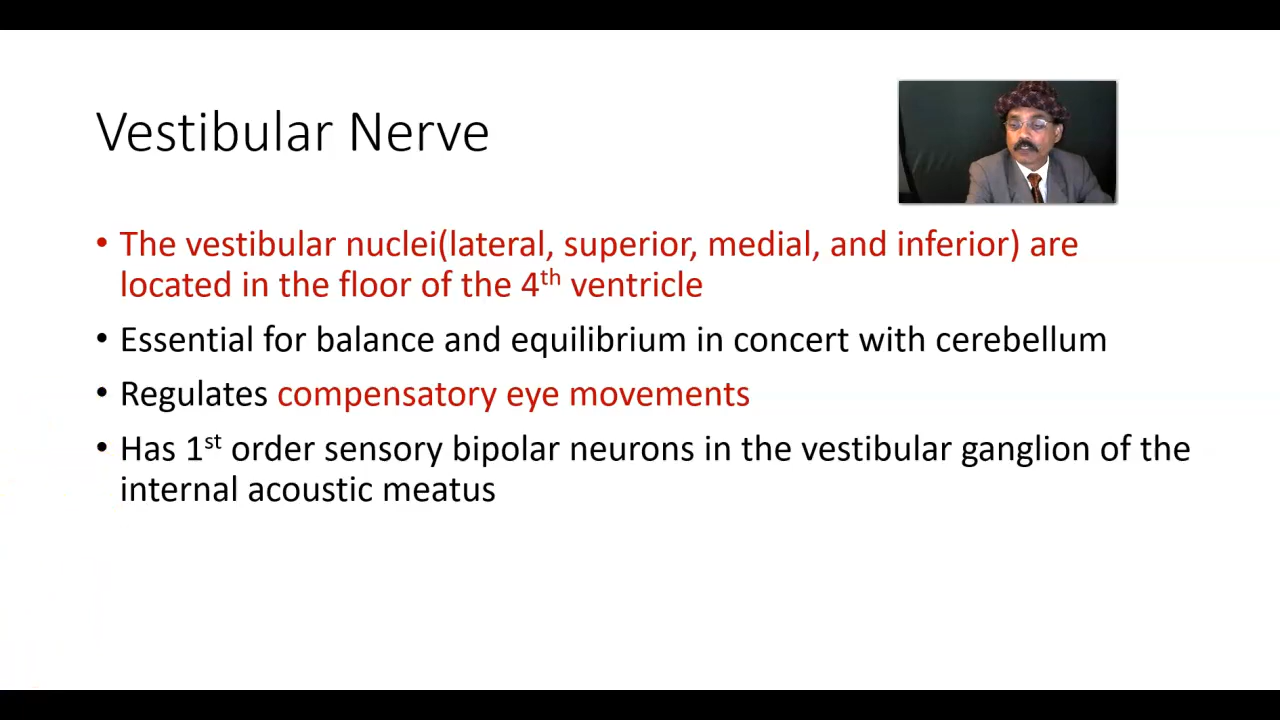 Vestibular Nerve
• The vestibular nuclei(lateral, superior, medial, and inferior) are
located in the floor of the 4th ventricle
• Essential for balance and equilibrium in concert with cerebellum
• Regulates compensatory eye movements
• Has 1st order sensory bipolar neurons in the vestibular ganglion of the
internal acoustic meatus